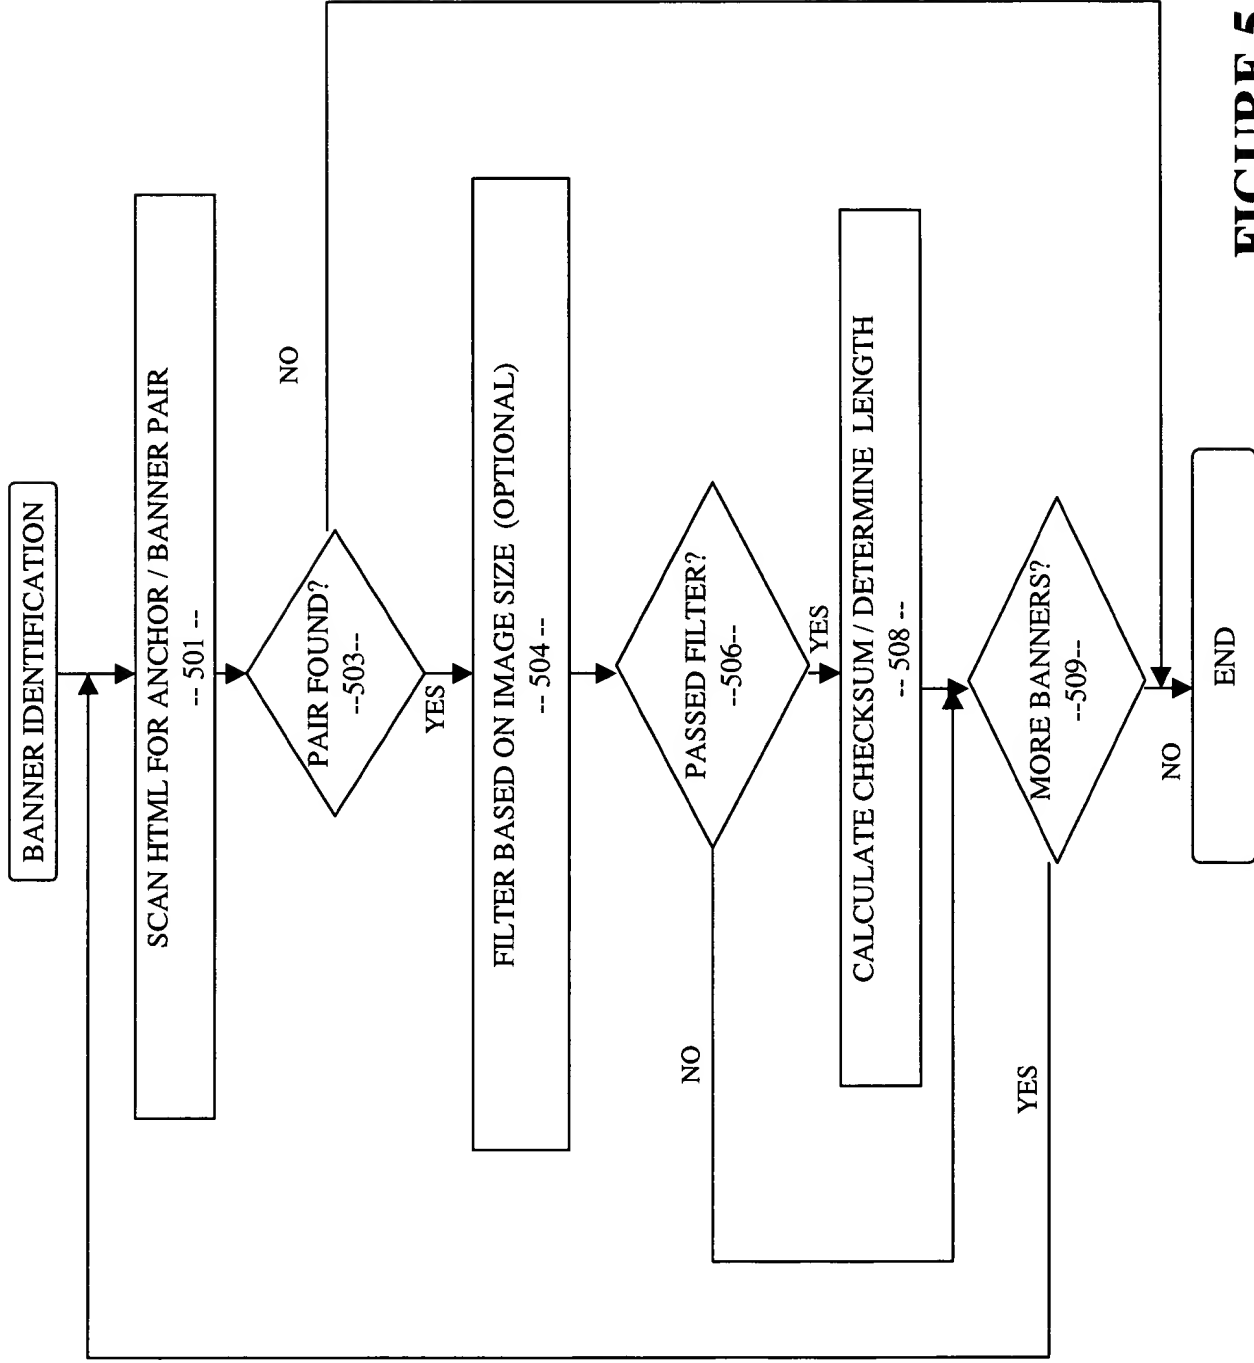 BANNER IDENTIFICATION
SCAN HTML FOR ANCHOR / BANNER PAIR
-- 501 --
PAIR FOUND?
--503--
NO
YES
FILTER BASED ON IMAGE SIZE (OPTIONAL)
-- 504 --
PASSED FILTER?
--506--
NO
YES
CALCULATE CHECKSUM / DETERMINE LENGTH
-- 508 --
MORE BANNERS?
--509--
YES
NO
END
FIGURE 5